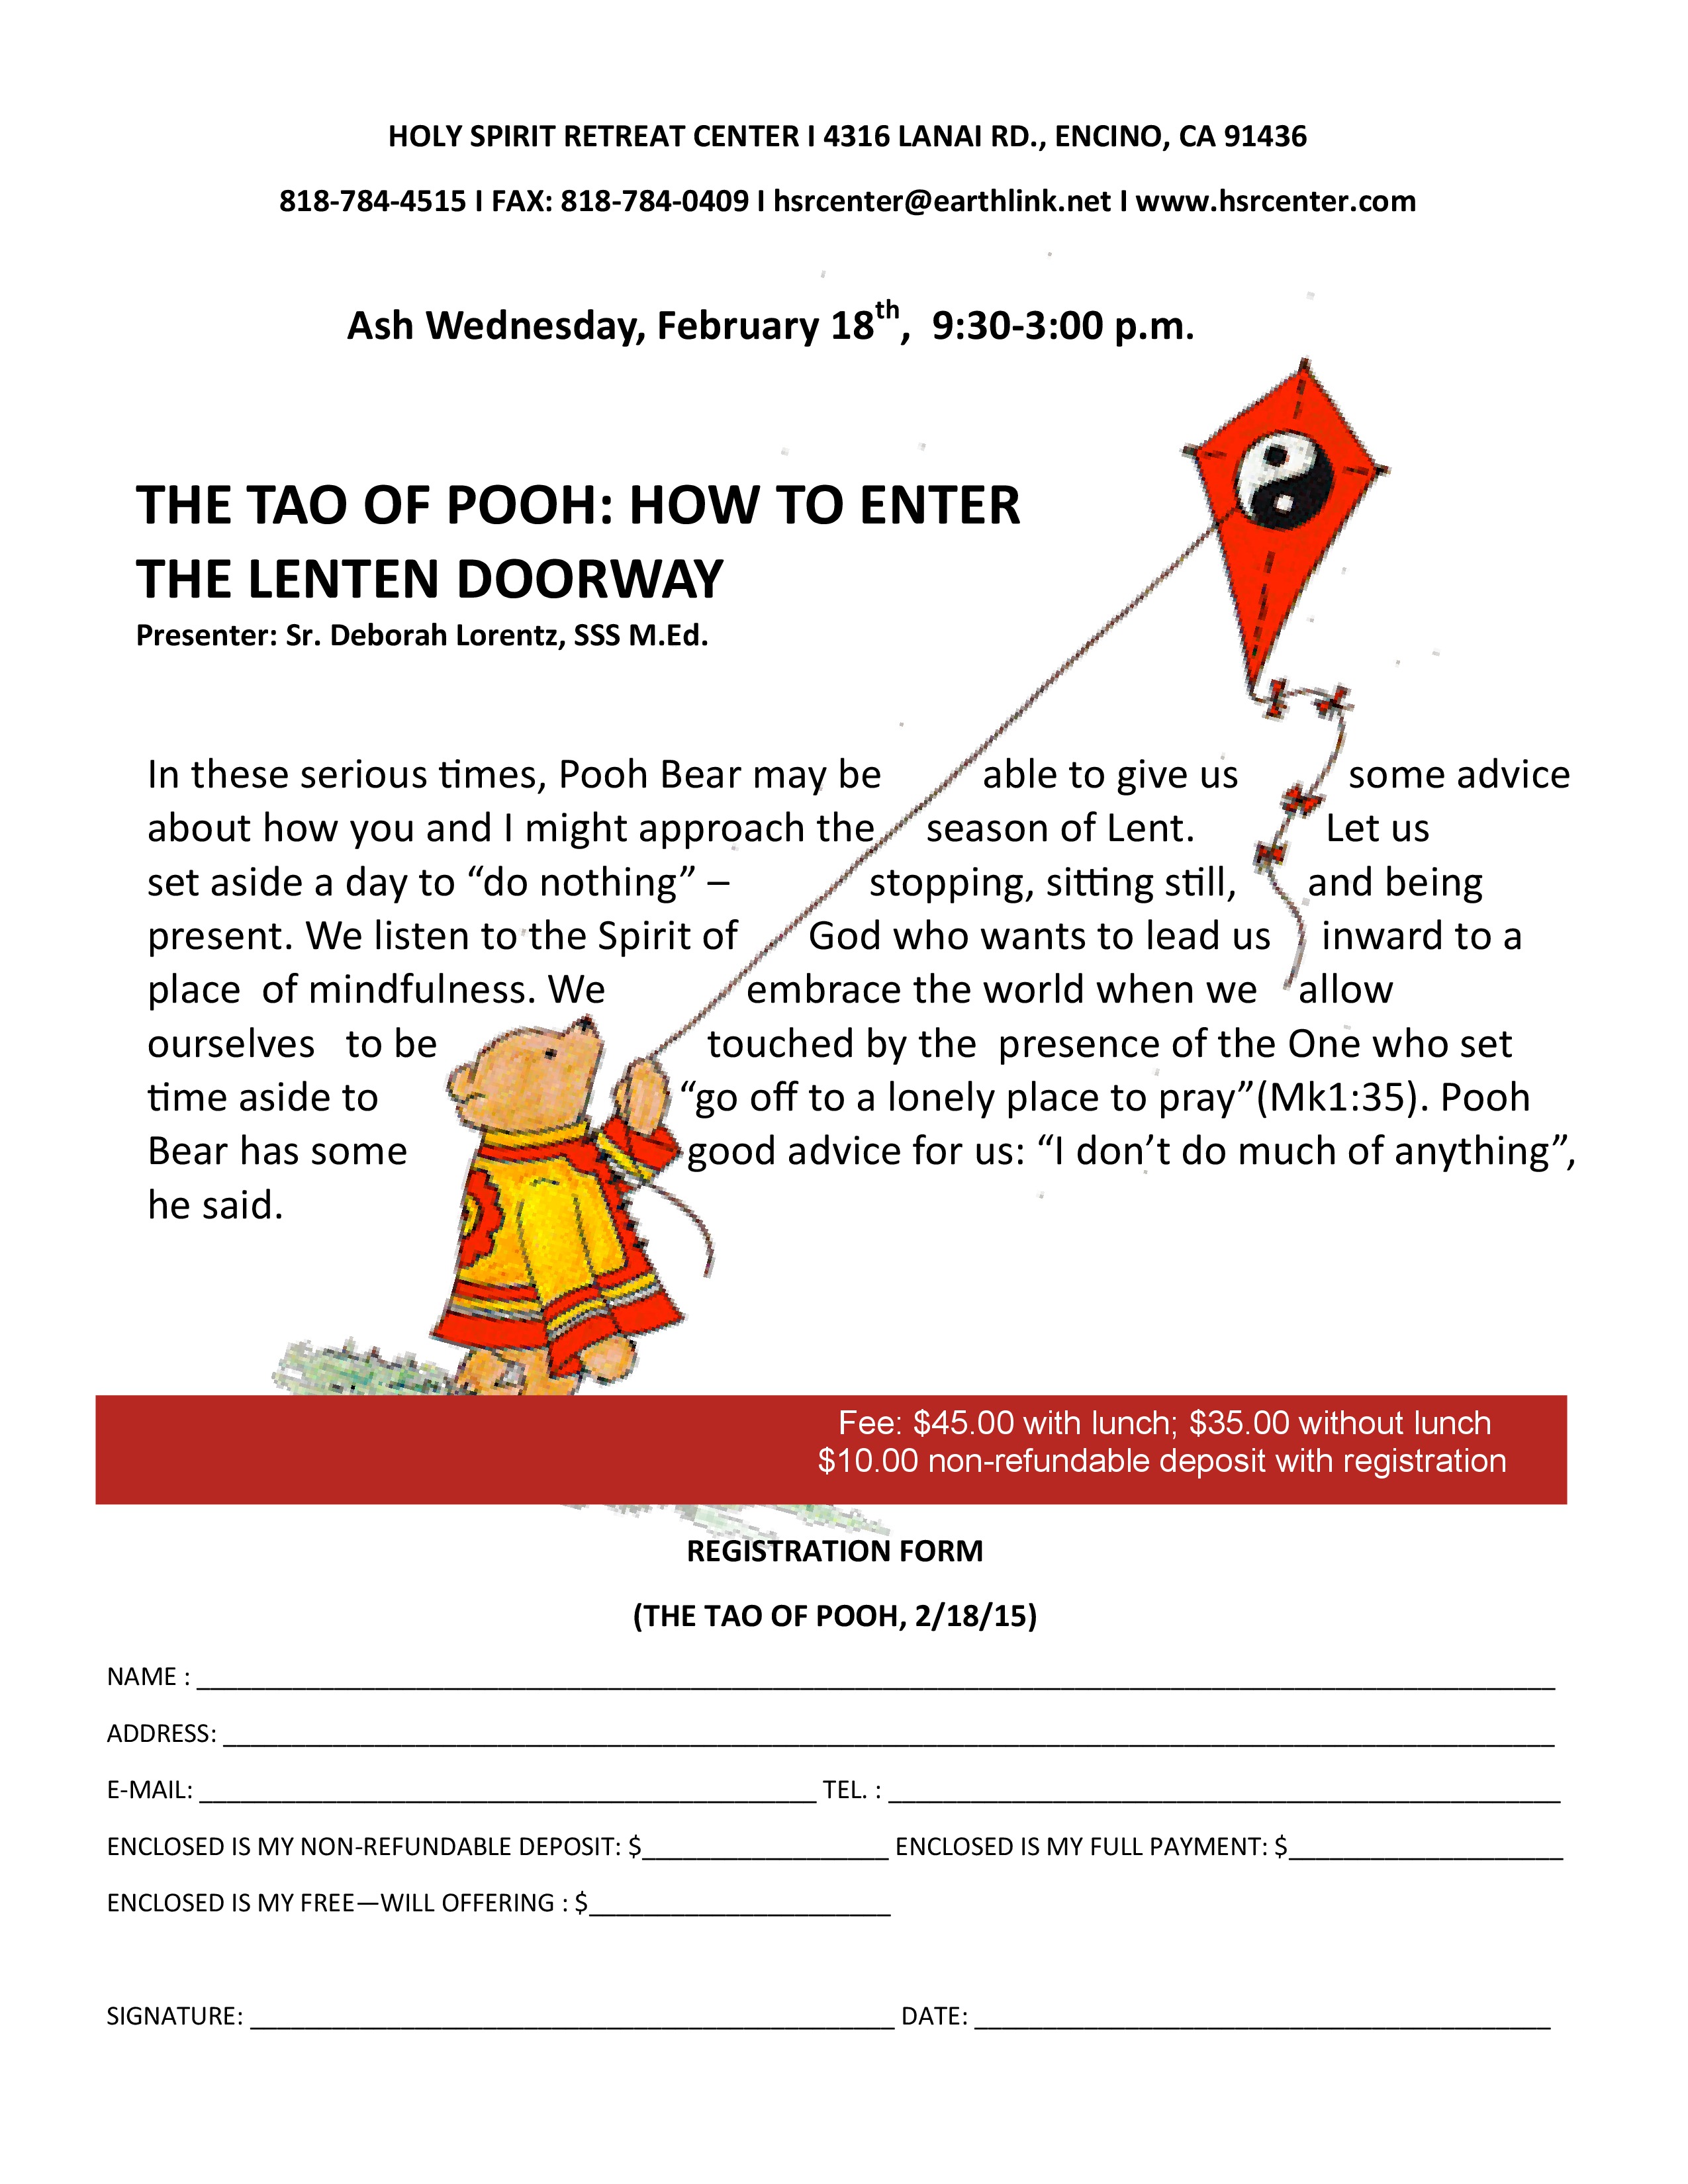 HOLY SPIRIT RETREAT CENTER I 4316 LANAI RD., ENCINO, CA 91436
818-784-4515 I FAX: 818-784-0409 I hsrcenter@earthlink.net I www.hsrcenter.com
Ash Wednesday, February 18th, 9:30-3:00 p.m.
THE TAO OF POOH: HOW TO ENTER
THE LENTEN DOORWAY
Presenter: Sr. Deborah Lorentz, SSS M.Ed.
In these serious times, Pooh Bear may be able to give us some advice
about how you and I might approach the season of Lent. Let us
set aside a day to “do nothing” – stopping, sitting still, and being
present. We listen to the Spirit of God who wants to lead us inward to a
place of mindfulness. We embrace the world when we allow
ourselves to be touched by the presence of the One who set
time aside to “go off to a lonely place to pray”(Mk1:35). Pooh
Bear has some good advice for us: “I don’t do much of anything”,
he said.
Fee: $45.00 with lunch; $35.00 without lunch
$10.00 non-refundable deposit with registration
REGISTRATION FORM
(THE TAO OF POOH, 2/18/15)
NAME : ____________________
ADDRESS: ____________________
E-MAIL: ____________________ TEL. : ____________________
ENCLOSED IS MY NON-REFUNDABLE DEPOSIT: $__________ ENCLOSED IS MY FULL PAYMENT: $__________
ENCLOSED IS MY FREE—WILL OFFERING : $__________
SIGNATURE: ____________________ DATE: ____________________